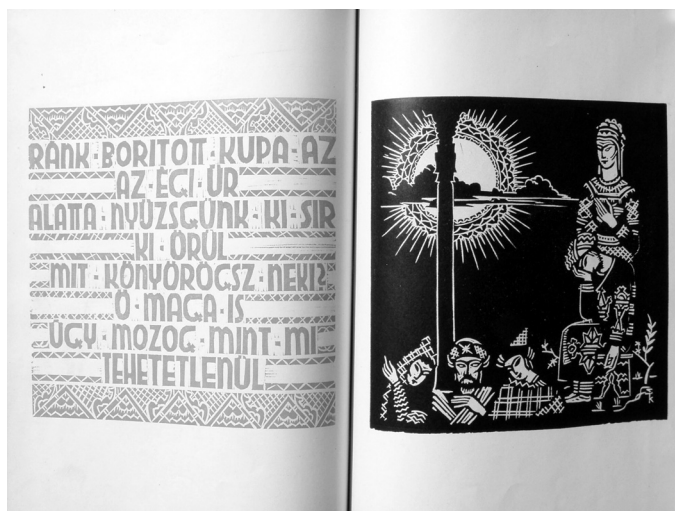 RÁNK · BORITOTT · KUPA · AZ
AZ · ÉGI · ÜR
ALATTA · NYÜZSGÜNK · KI · SIR
KI · ÖRÜL
MIT · KÖNYÖRÖGSZ · NEKI?
Ő · MAGA · IS
ÚGY · MOZOG · MINT · MI
TEHETETLENÜL